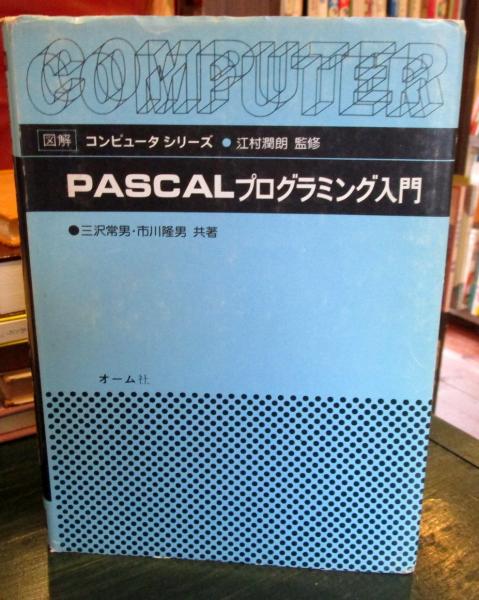 COMPUTER
図解 コンピュータ シリーズ ● 江村潤朗 監修
PASCALプログラミング入門
●三沢常男・市川隆男 共著
オーム社